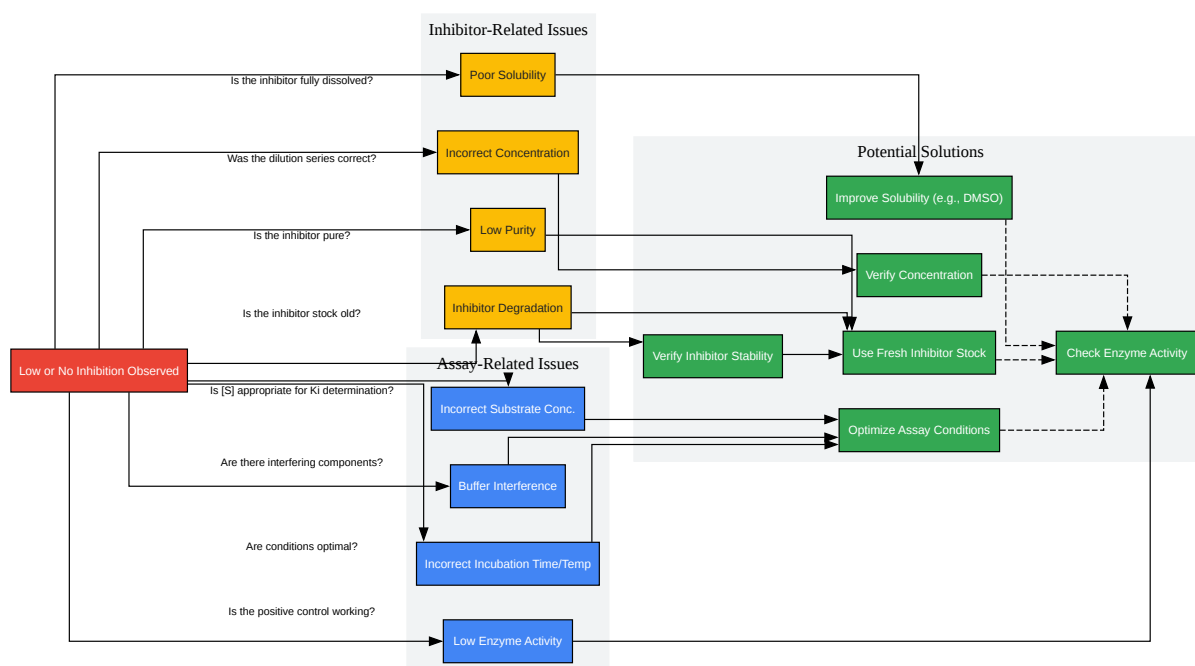 Inhibitor-Related Issues
Poor Solubility
Is the inhibitor fully dissolved?
Incorrect Concentration
Was the dilution series correct?
Potential Solutions
Improve Solubility (e.g., DMSO)
Low Purity
Is the inhibitor pure?
Verify Concentration
Inhibitor Degradation
Is the inhibitor stock old?
Verify Inhibitor Stability
Use Fresh Inhibitor Stock
Check Enzyme Activity
Assay-Related Issues
Low or No Inhibition Observed
Is [S] appropriate for Ki determination?
Incorrect Substrate Conc.
Optimize Assay Conditions
Are there interfering components?
Buffer Interference
Are conditions optimal?
Incorrect Incubation Time/Temp
Is the positive control working?
Low Enzyme Activity